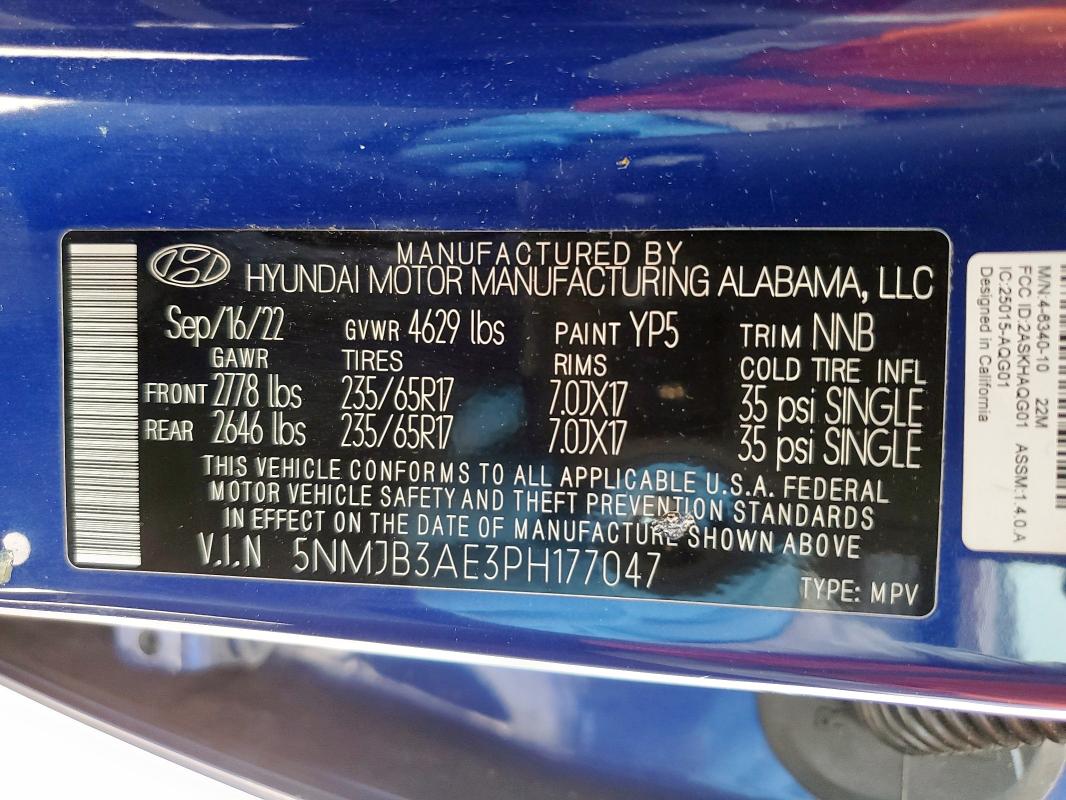 MANUFACTURED BY
HYUNDAI MOTOR MANUFACTURING ALABAMA, LLC
Sep/16/22 GVWR 4629 lbs PAINT YP5 TRIM NNB
GAWR TIRES RIMS COLD TIRE INFL
FRONT 2778 lbs 235/65R17 7.0JX17 35 psi SINGLE
REAR 2646 lbs 235/65R17 7.0JX17 35 psi SINGLE
THIS VEHICLE CONFORMS TO ALL APPLICABLE U.S.A. FEDERAL
MOTOR VEHICLE SAFETY AND THEFT PREVENTION STANDARDS
IN EFFECT ON THE DATE OF MANUFACTURE SHOWN ABOVE
V.I.N 5NMJB3AE3PH177047
TYPE: MPV
M/N:4-6340-10 22M
FCC ID:2ASKHAQG01 ASSM:1.4.0.A
IC:25015-AQG01
Designed in California